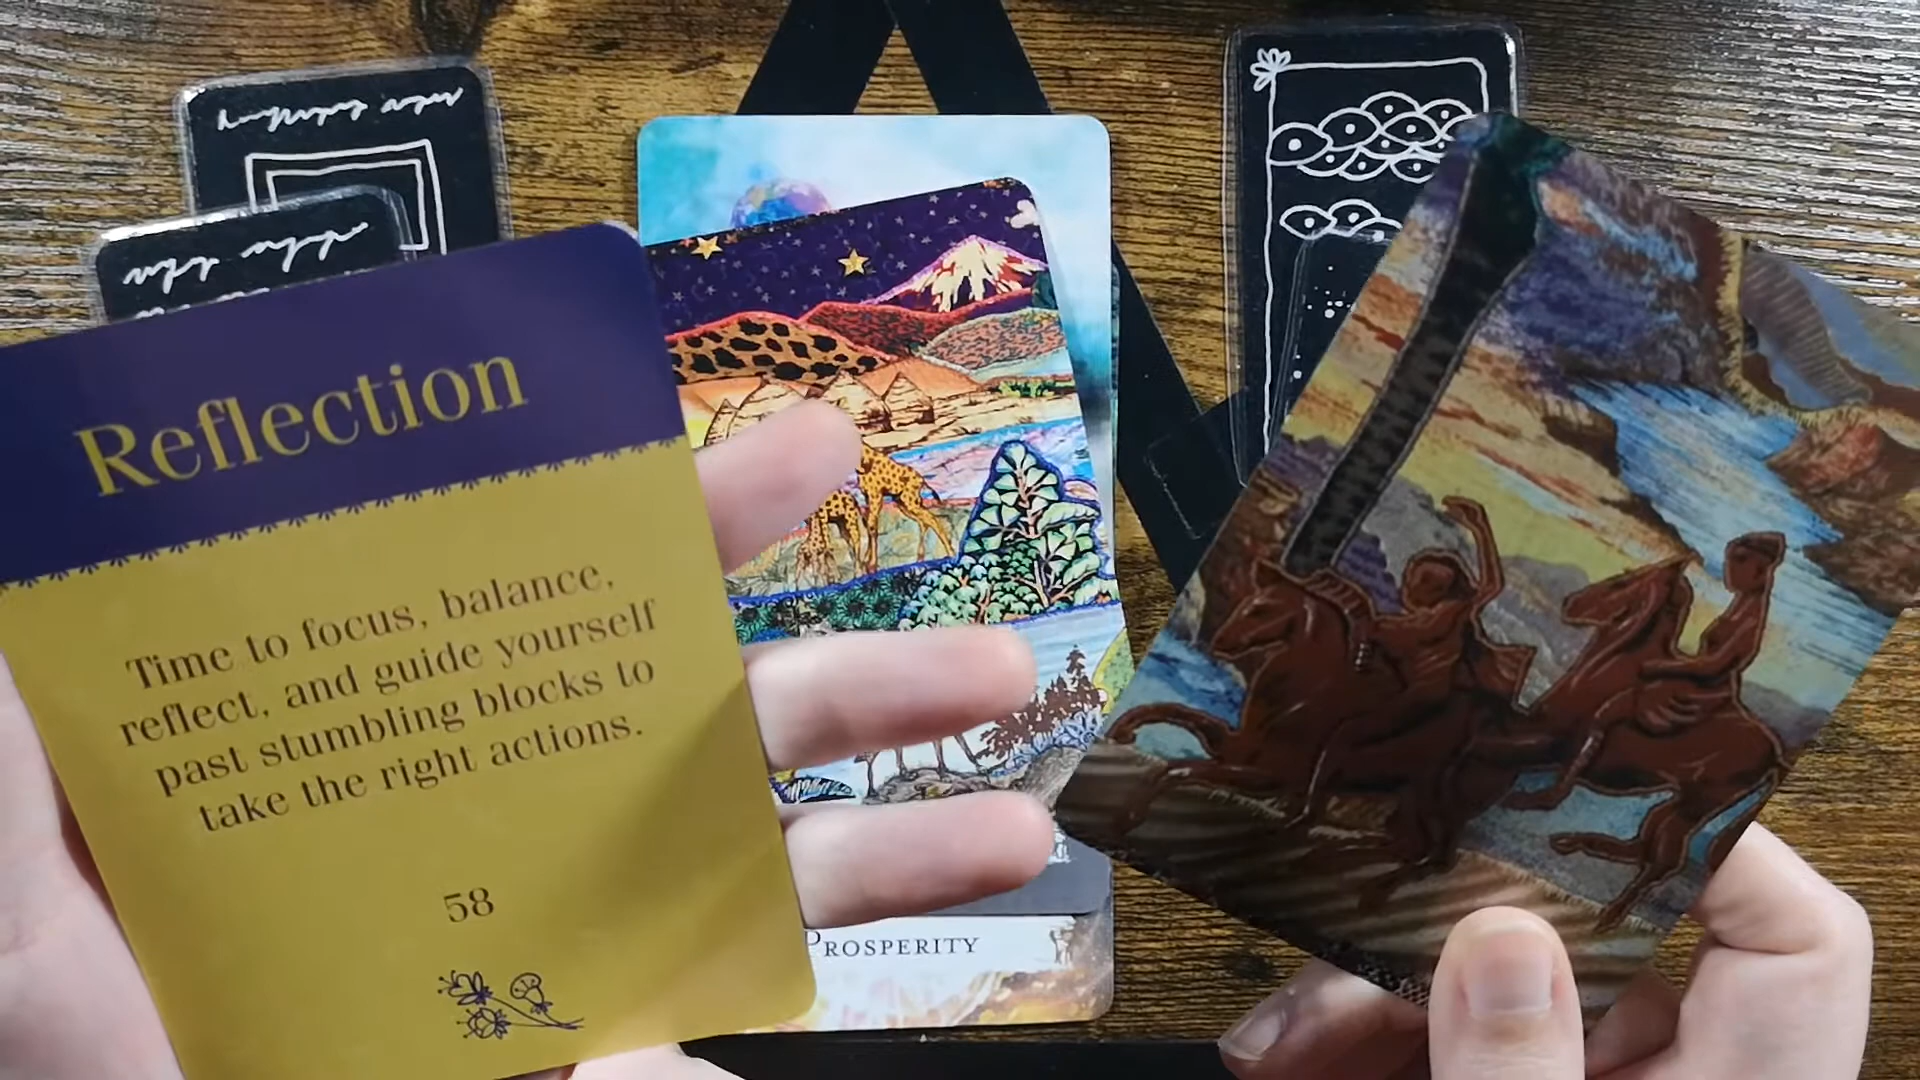 Reflection
Time to focus, balance,
reflect, and guide yourself
past stumbling blocks to
take the right actions.
58
PROSPERITY